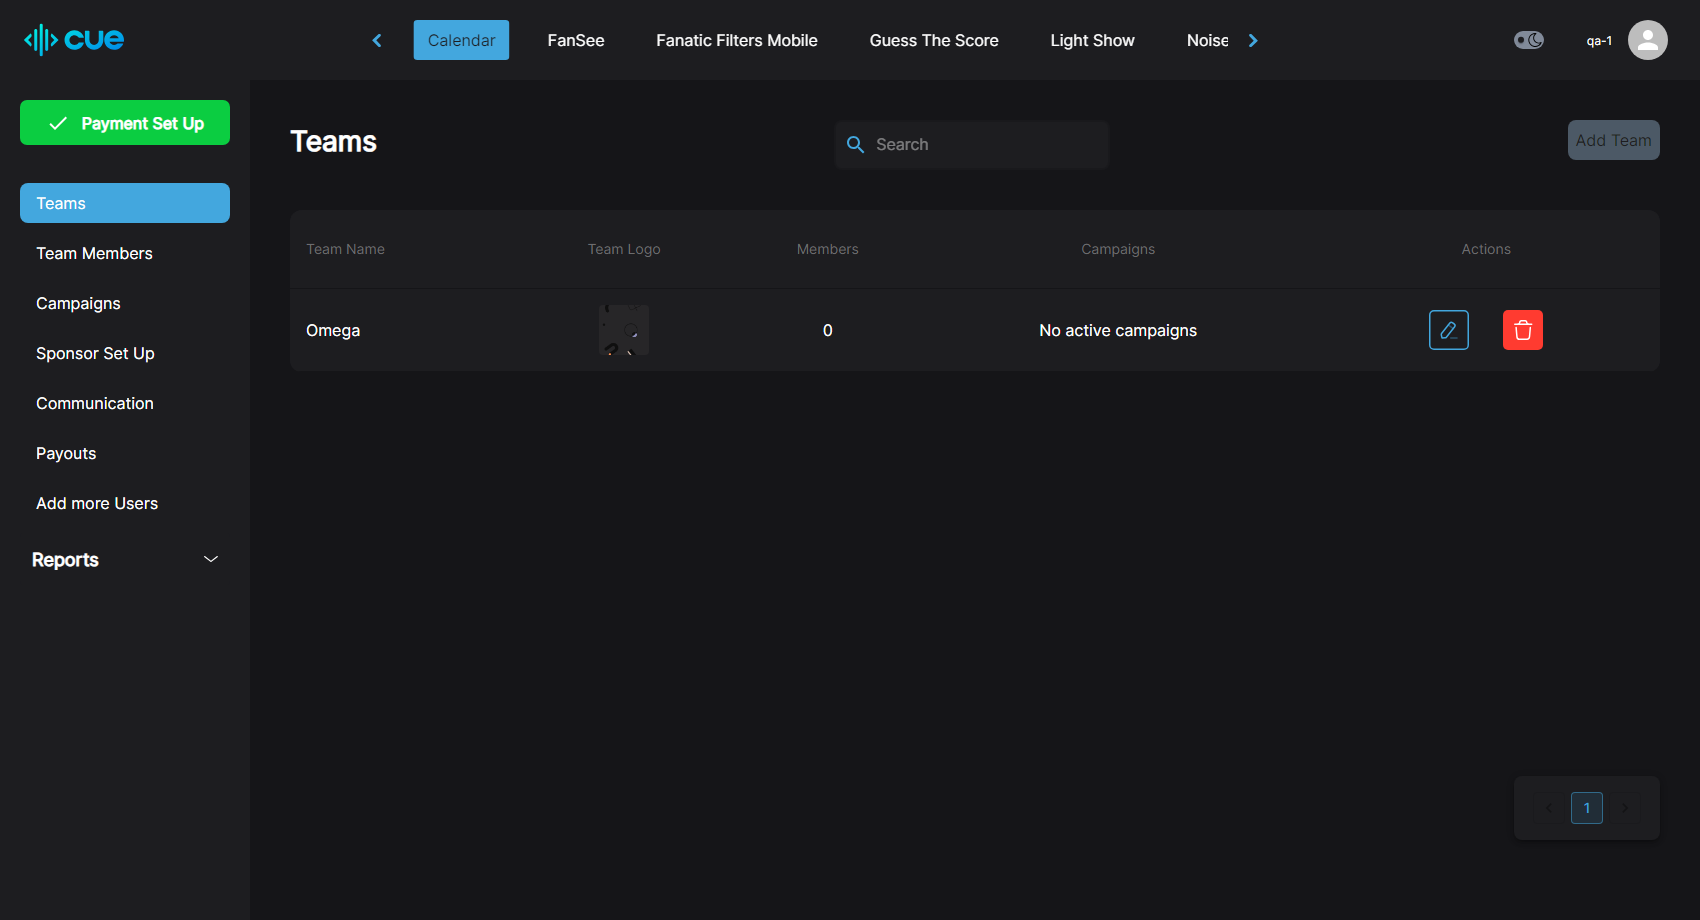 cue
Calendar
FanSee
Fanatic Filters Mobile
Guess The Score
Light Show
Noise
qa-1
Payment Set Up
Teams
Team Members
Campaigns
Sponsor Set Up
Communication
Payouts
Add more Users
Reports
Teams
Search
Add Team
Team Name Team Logo Members Campaigns Actions
Omega 0 No active campaigns
1